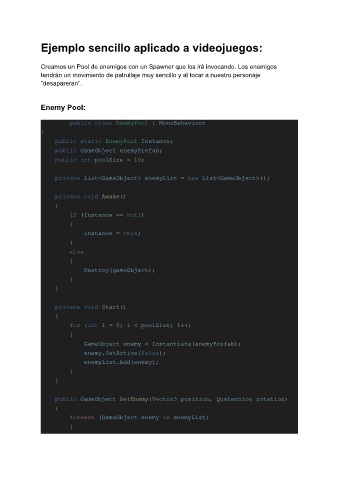 Ejemplo sencillo aplicado a videojuegos:
Creamos un Pool de enemigos con un Spawner que los irá invocando. Los enemigos
tendrán un movimiento de patrullaje muy sencillo y al tocar a nuestro personaje
"desapareran".
Enemy Pool:
public class EnemyPool : MonoBehaviour
{
public static EnemyPool Instance;
public GameObject enemyPrefab;
public int poolSize = 10;
private List<GameObject> enemyList = new List<GameObject>();
private void Awake()
{
if (Instance == null)
{
Instance = this;
}
else
{
Destroy(gameObject);
}
}
private void Start()
{
for (int i = 0; i < poolSize; i++)
{
GameObject enemy = Instantiate(enemyPrefab);
enemy.SetActive(false);
enemyList.Add(enemy);
}
}
public GameObject GetEnemy(Vector3 position, Quaternion rotation)
{
foreach (GameObject enemy in enemyList)
{